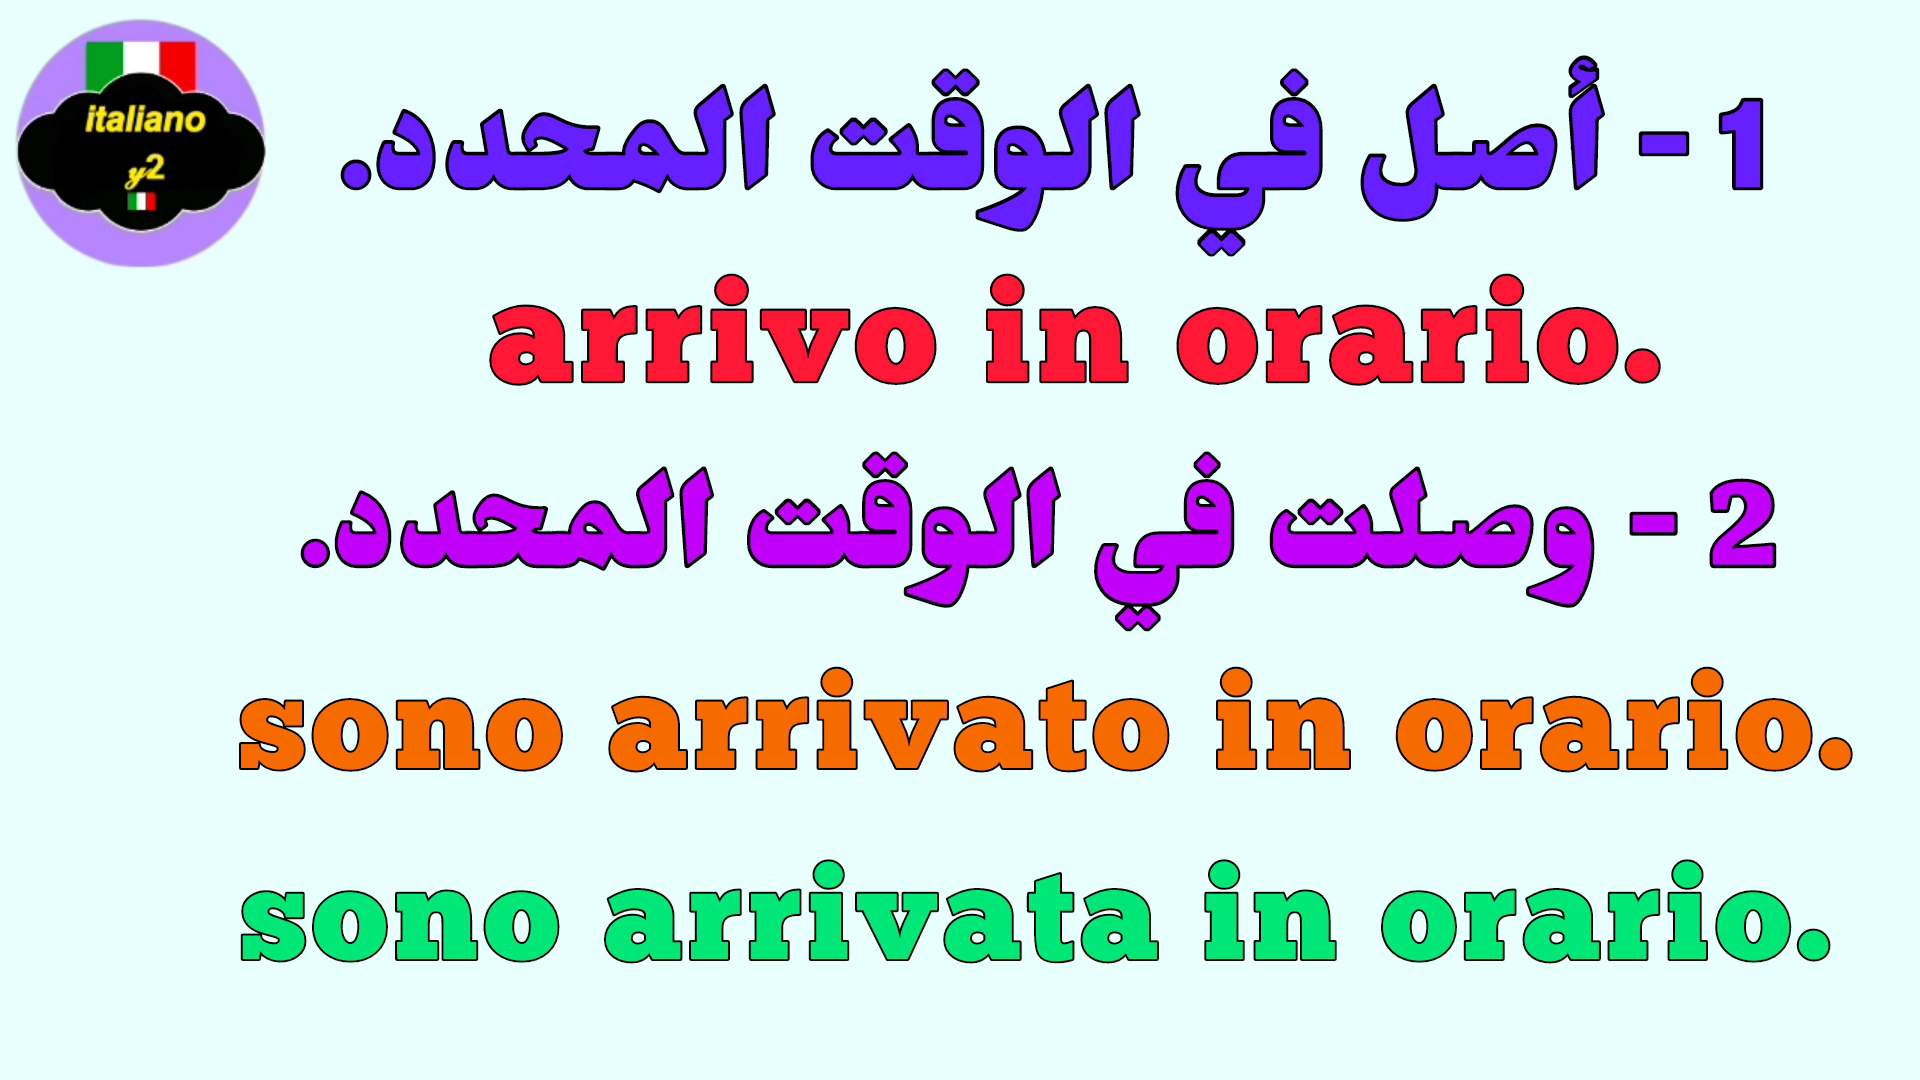 italiano
y2
1 - أصل في الوقت المحدد.
arrivo in orario.
2 - وصلت في الوقت المحدد.
sono arrivato in orario.
sono arrivata in orario.